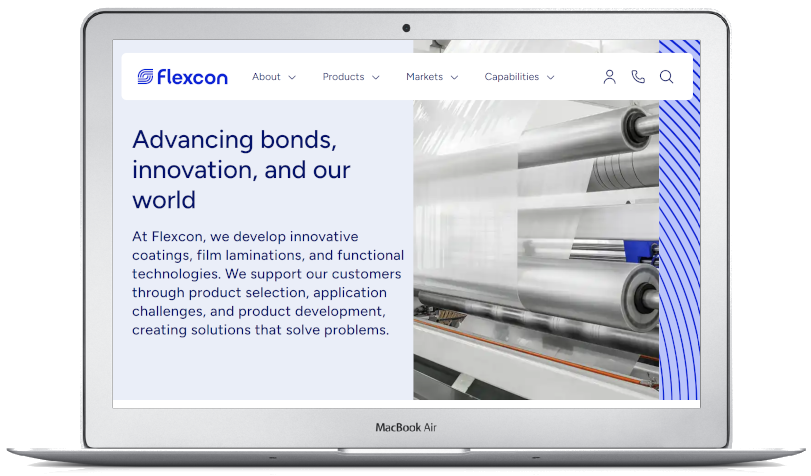 Flexcon
About
Products
Markets
Capabilities
Advancing bonds,
innovation, and our
world
At Flexcon, we develop innovative
coatings, film laminations, and functional
technologies. We support our customers
through product selection, application
challenges, and product development,
creating solutions that solve problems.
MacBook Air